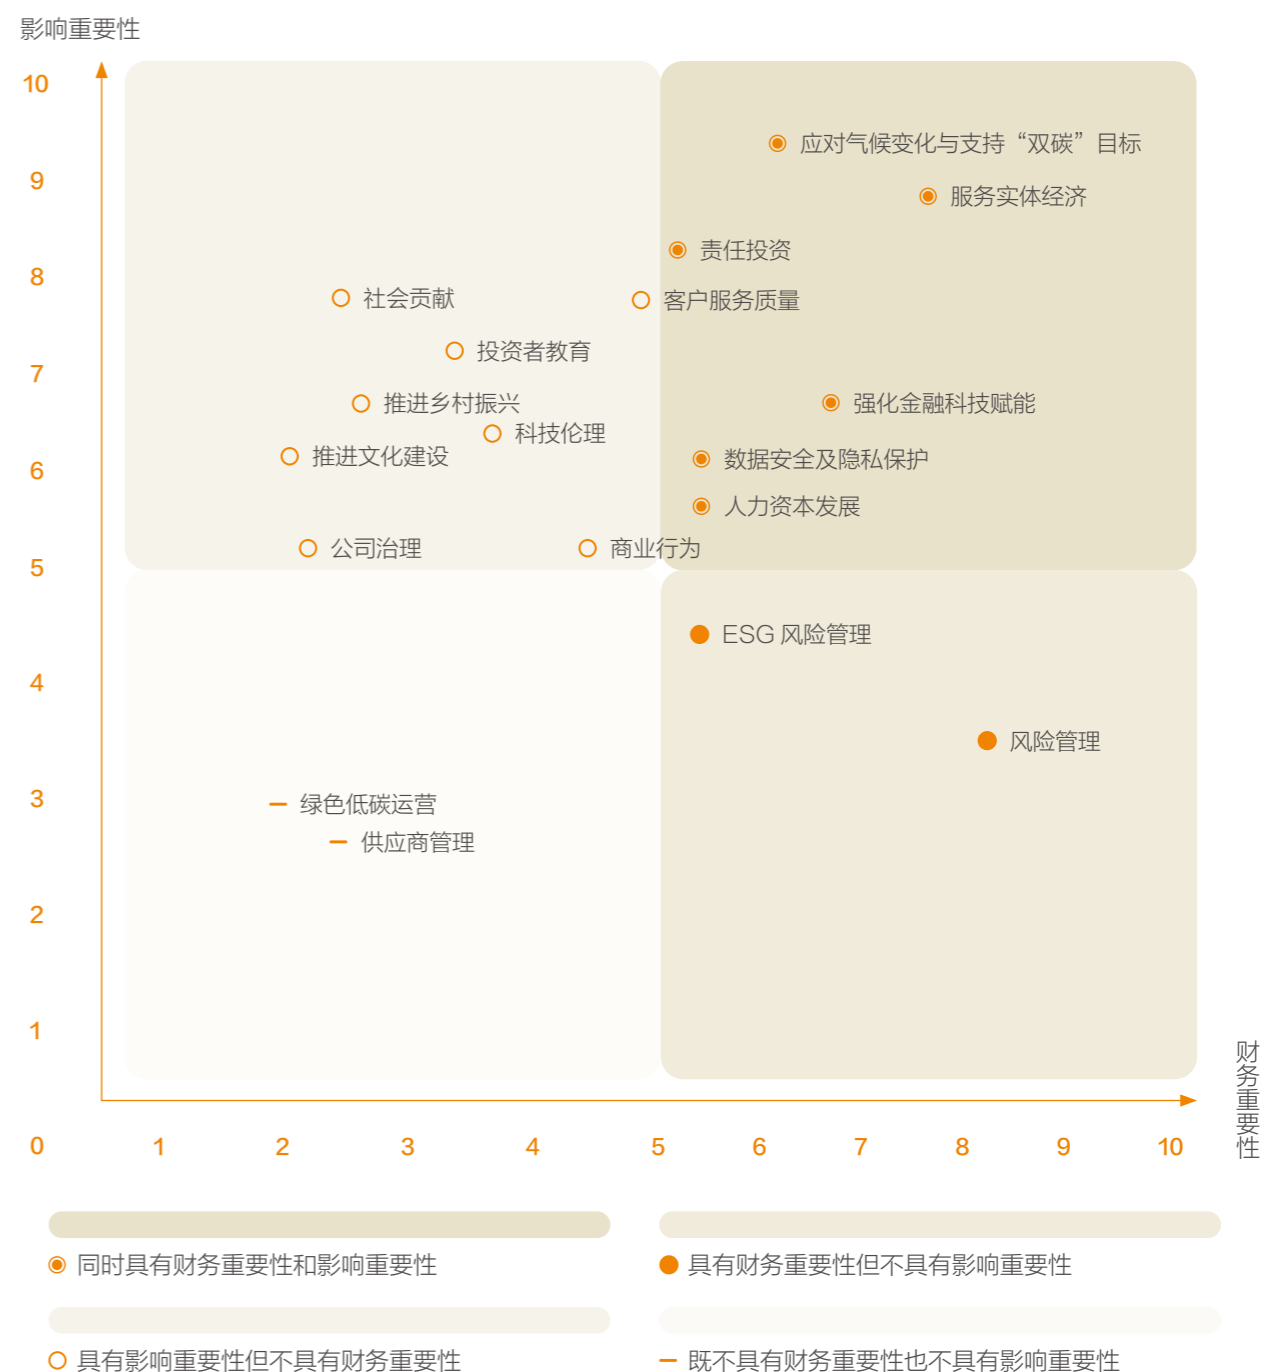 影响重要性
10
9
8
7
6
5
4
3
2
1
应对气候变化与支持“双碳”目标
服务实体经济
责任投资
社会贡献
客户服务质量
投资者教育
推进乡村振兴
强化金融科技赋能
科技伦理
推进文化建设
数据安全及隐私保护
人力资本发展
公司治理
商业行为
ESG 风险管理
风险管理
绿色低碳运营
供应商管理
财务重要性
0 1 2 3 4 5 6 7 8 9 10
同时具有财务重要性和影响重要性
具有财务重要性但不具有影响重要性
具有影响重要性但不具有财务重要性
既不具有财务重要性也不具有影响重要性